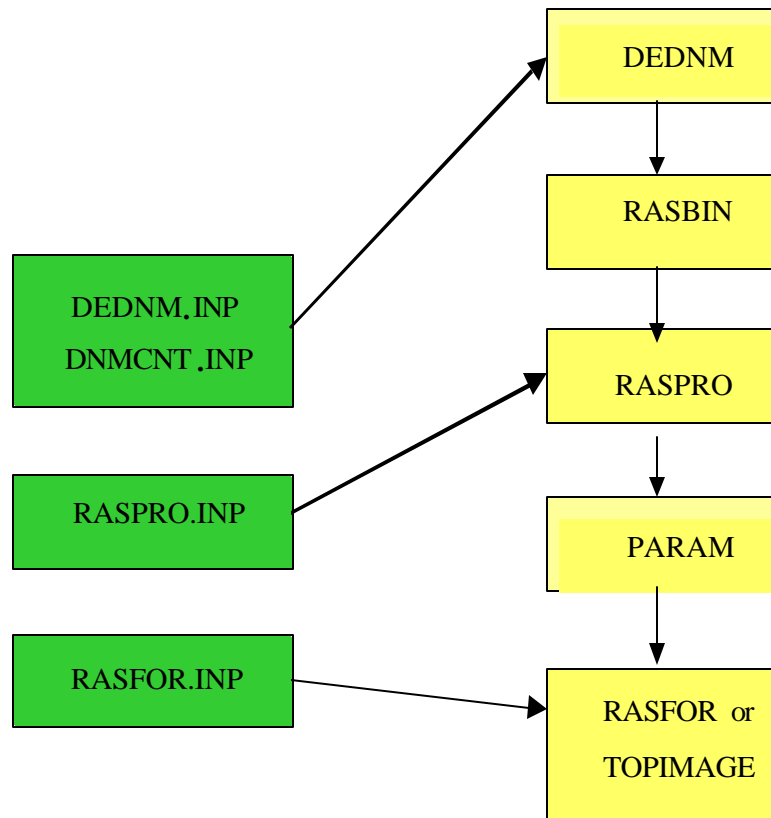 DEDNM
RASBIN
DEDNM.INP
DNMCNT.INP
RASPRO
RASPRO.INP
PARAM
RASFOR.INP
RASFOR or
TOPIMAGE